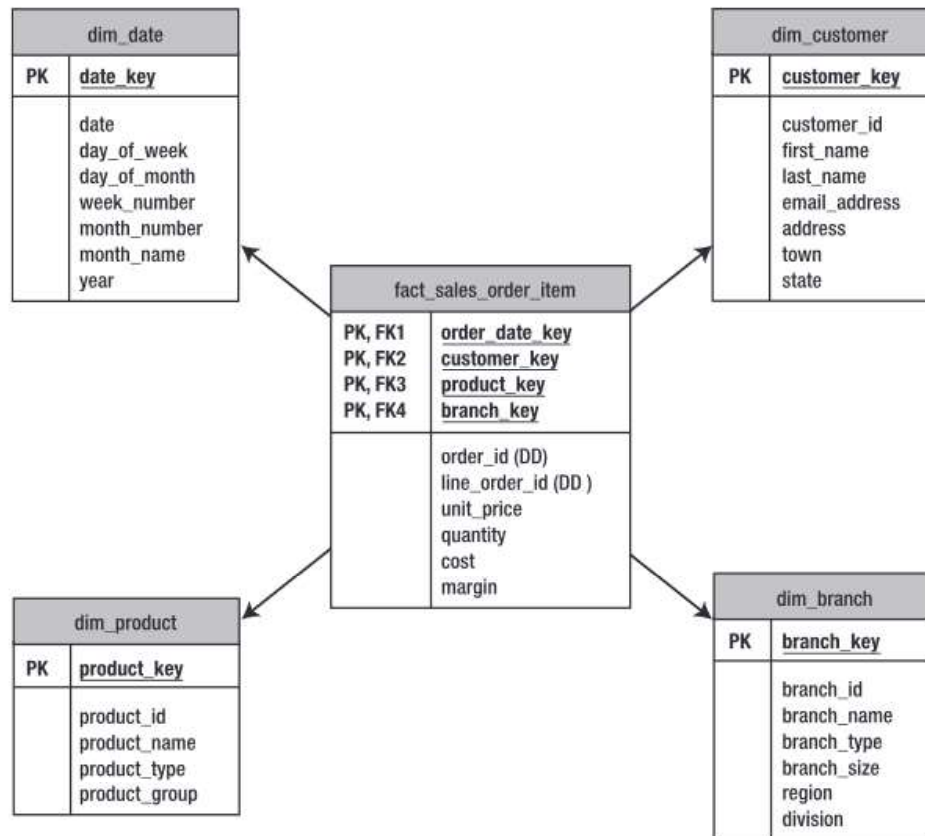 dim_date
PK date_key
date
day_of_week
day_of_month
week_number
month_number
month_name
year
dim_customer
PK customer_key
customer_id
first_name
last_name
email_address
address
town
state
fact_sales_order_item
PK, FK1 order_date_key
PK, FK2 customer_key
PK, FK3 product_key
PK, FK4 branch_key
order_id (DD)
line_order_id (DD )
unit_price
quantity
cost
margin
dim_product
PK product_key
product_id
product_name
product_type
product_group
dim_branch
PK branch_key
branch_id
branch_name
branch_type
branch_size
region
division